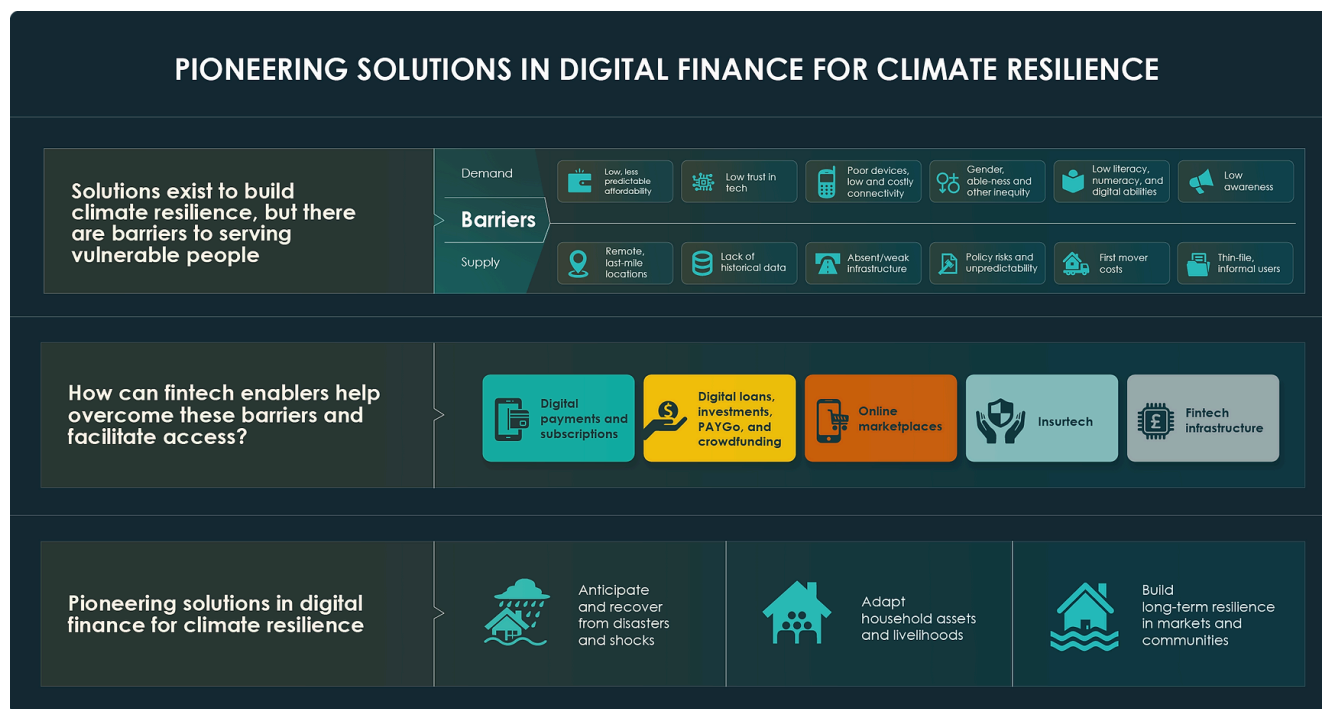 PIONEERING SOLUTIONS IN DIGITAL FINANCE FOR CLIMATE RESILIENCE
Solutions exist to build
climate resilience, but there
are barriers to serving
vulnerable people
Demand
Low, less
predictable
affordability
Low trust in
tech
Poor devices,
low and costly
connectivity
Gender,
able-ness and
other inequity
Low literacy,
numeracy, and
digital abilities
Low
awareness
Barriers
Supply
Remote,
last-mile
locations
Lack of
historical data
Absent/weak
infrastructure
Policy risks and
unpredictability
First mover
costs
Thin-file,
informal users
How can fintech enablers help
overcome these barriers and
facilitate access?
Digital
payments and
subscriptions
$
Digital loans,
investments,
PAYGo, and
crowdfunding
Online
marketplaces
Insurtech
£
Fintech
infrastructure
Pioneering solutions in digital
finance for climate resilience
Anticipate
and recover
from disasters
and shocks
Adapt
household assets
and livelihoods
Build
long-term resilience
in markets and
communities